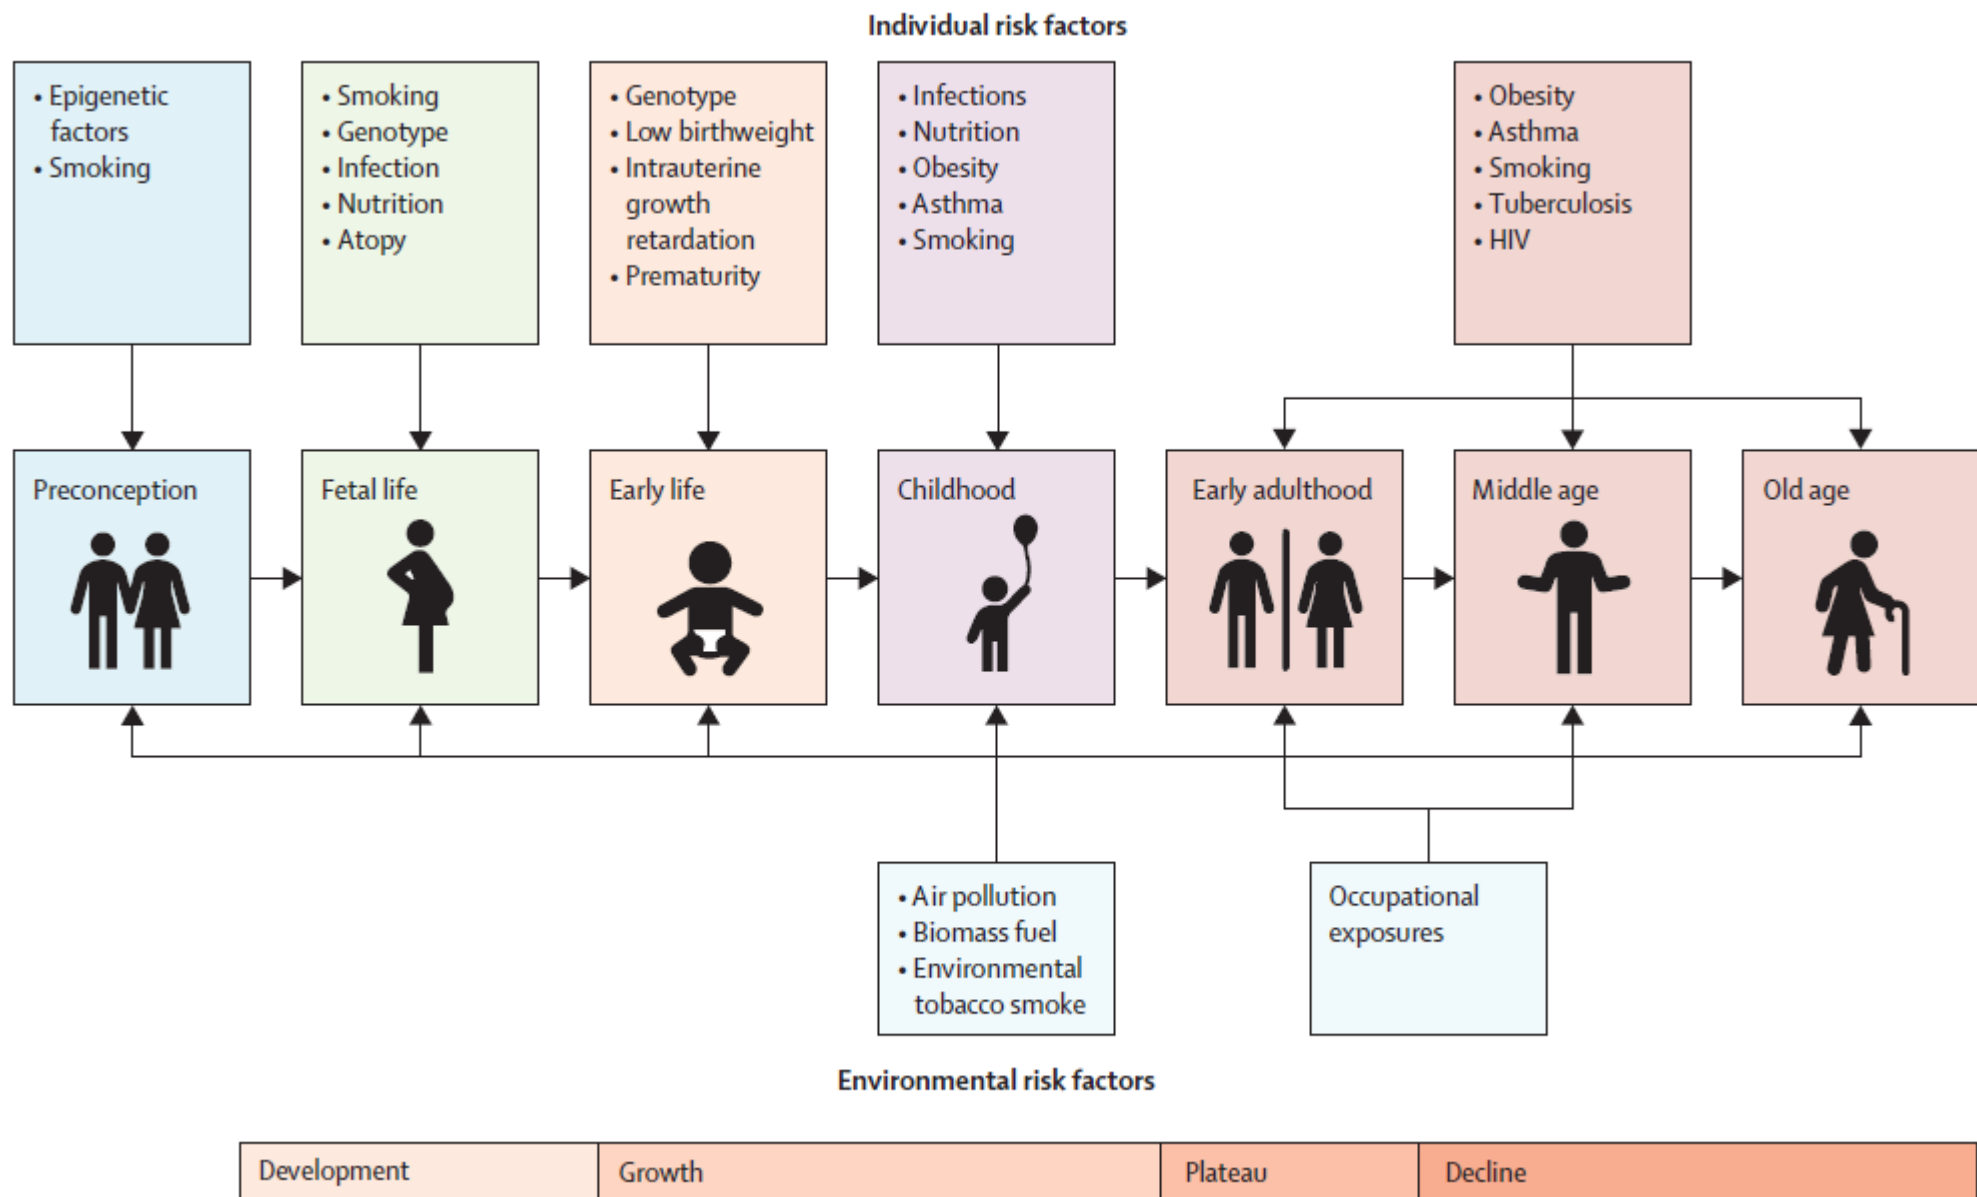 Individual risk factors
• Epigenetic
factors
• Smoking
• Smoking
• Genotype
• Infection
• Nutrition
• Atopy
• Genotype
• Low birthweight
• Intrauterine
growth
retardation
• Prematurity
• Infections
• Nutrition
• Obesity
• Asthma
• Smoking
• Obesity
• Asthma
• Smoking
• Tuberculosis
• HIV
Preconception
Fetal life
Early life
Childhood
Early adulthood
Middle age
Old age
• Air pollution
• Biomass fuel
• Environmental
tobacco smoke
Occupational
exposures
Environmental risk factors
Development
Growth
Plateau
Decline